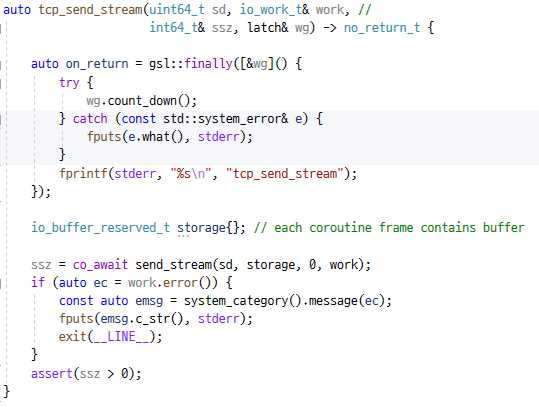 auto tcp_send_stream(uint64_t sd, io_work_t& work, //
                     int64_t& ssz, latch& wg) -> no_return_t {

    auto on_return = gsl::finally([&wg]() {
        try {
            wg.count_down();
        } catch (const std::system_error& e) {
            fputs(e.what(), stderr);
        }
        fprintf(stderr, "%s\n", "tcp_send_stream");
    });

    io_buffer_reserved_t storage{}; // each coroutine frame contains buffer

    ssz = co_await send_stream(sd, storage, 0, work);
    if (auto ec = work.error()) {
        const auto emsg = system_category().message(ec);
        fputs(emsg.c_str(), stderr);
        exit(__LINE__);
    }
    assert(ssz > 0);
}